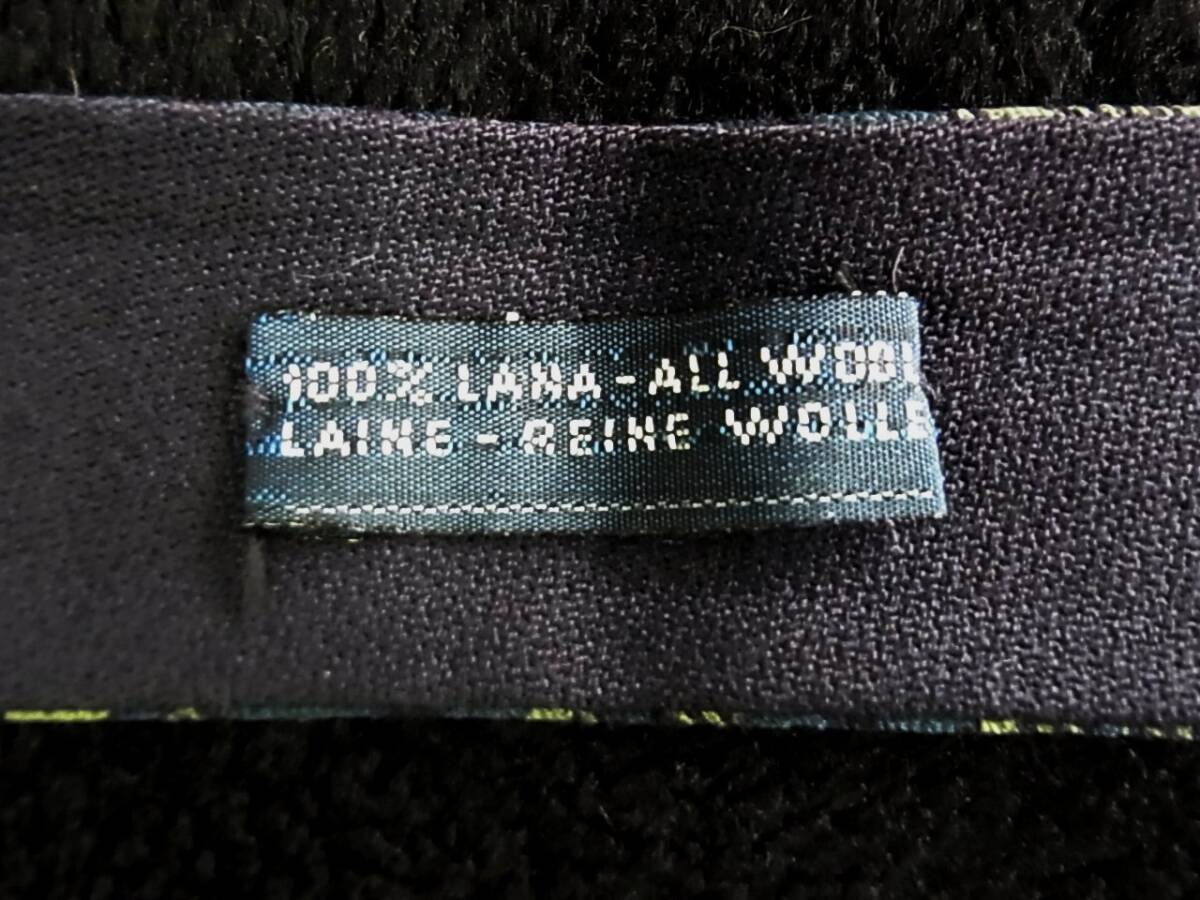 100% LANA - ALL WOOL
LAINE - REINE WOLLE